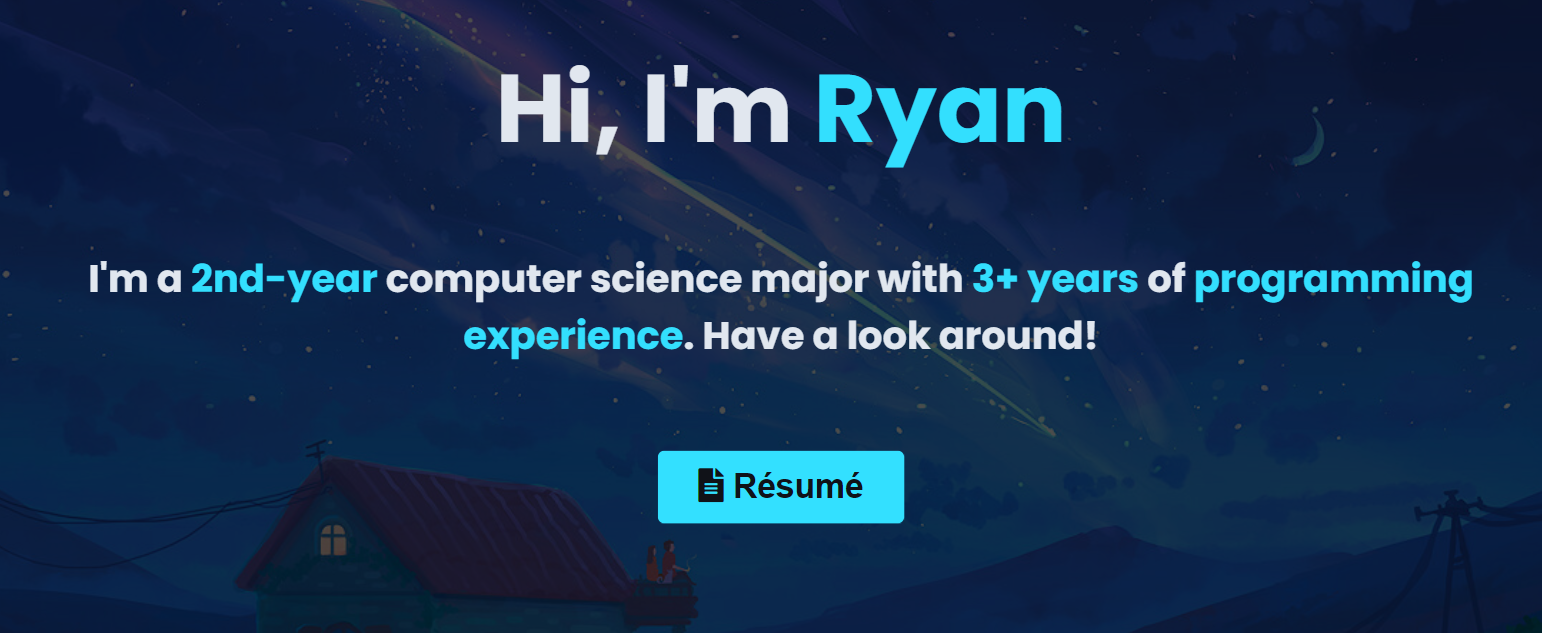 Hi, I'm Ryan
I'm a 2nd-year computer science major with 3+ years of programming
experience. Have a look around!
Résumé